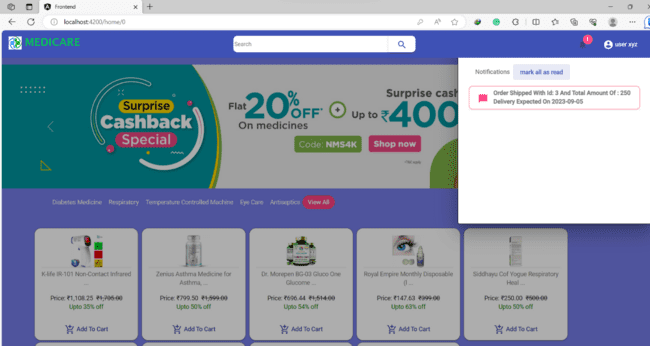 Frontend
localhost:4200/home/0
MEDICARE
Search
1
user xyz
Notifications
mark all as read
Order Shipped With Id: 3 And Total Amount Of : 250
Delivery Expected On 2023-09-05
Surprise
Cashback
Special
Flat 20% OFF* + Up to ₹400
On medicines
Code: NMS4K
Shop now
Diabetes Medicine Respiratory Temperature Controlled Machine Eye Care Antiseptics View All
K-life IR-101 Non-Contact Infrared ...
Price: ₹1,108.25 ₹1,705.00
Upto 35% off
Add To Cart
Zerius Asthma Medicine for
Asthma, ...
Price: ₹799.50 ₹1,599.00
Upto 50% off
Add To Cart
Dr. Morepen BG-03 Gluco One
Glucome ...
Price: ₹696.44 ₹1,514.00
Upto 54% off
Add To Cart
Royal Empire Monthly Disposable
(I ...
Price: ₹147.63 ₹399.00
Upto 63% off
Add To Cart
Siddhayu Cof Yogue Respiratory
Heal ...
Price: ₹250.00 ₹500.00
Upto 50% off
Add To Cart